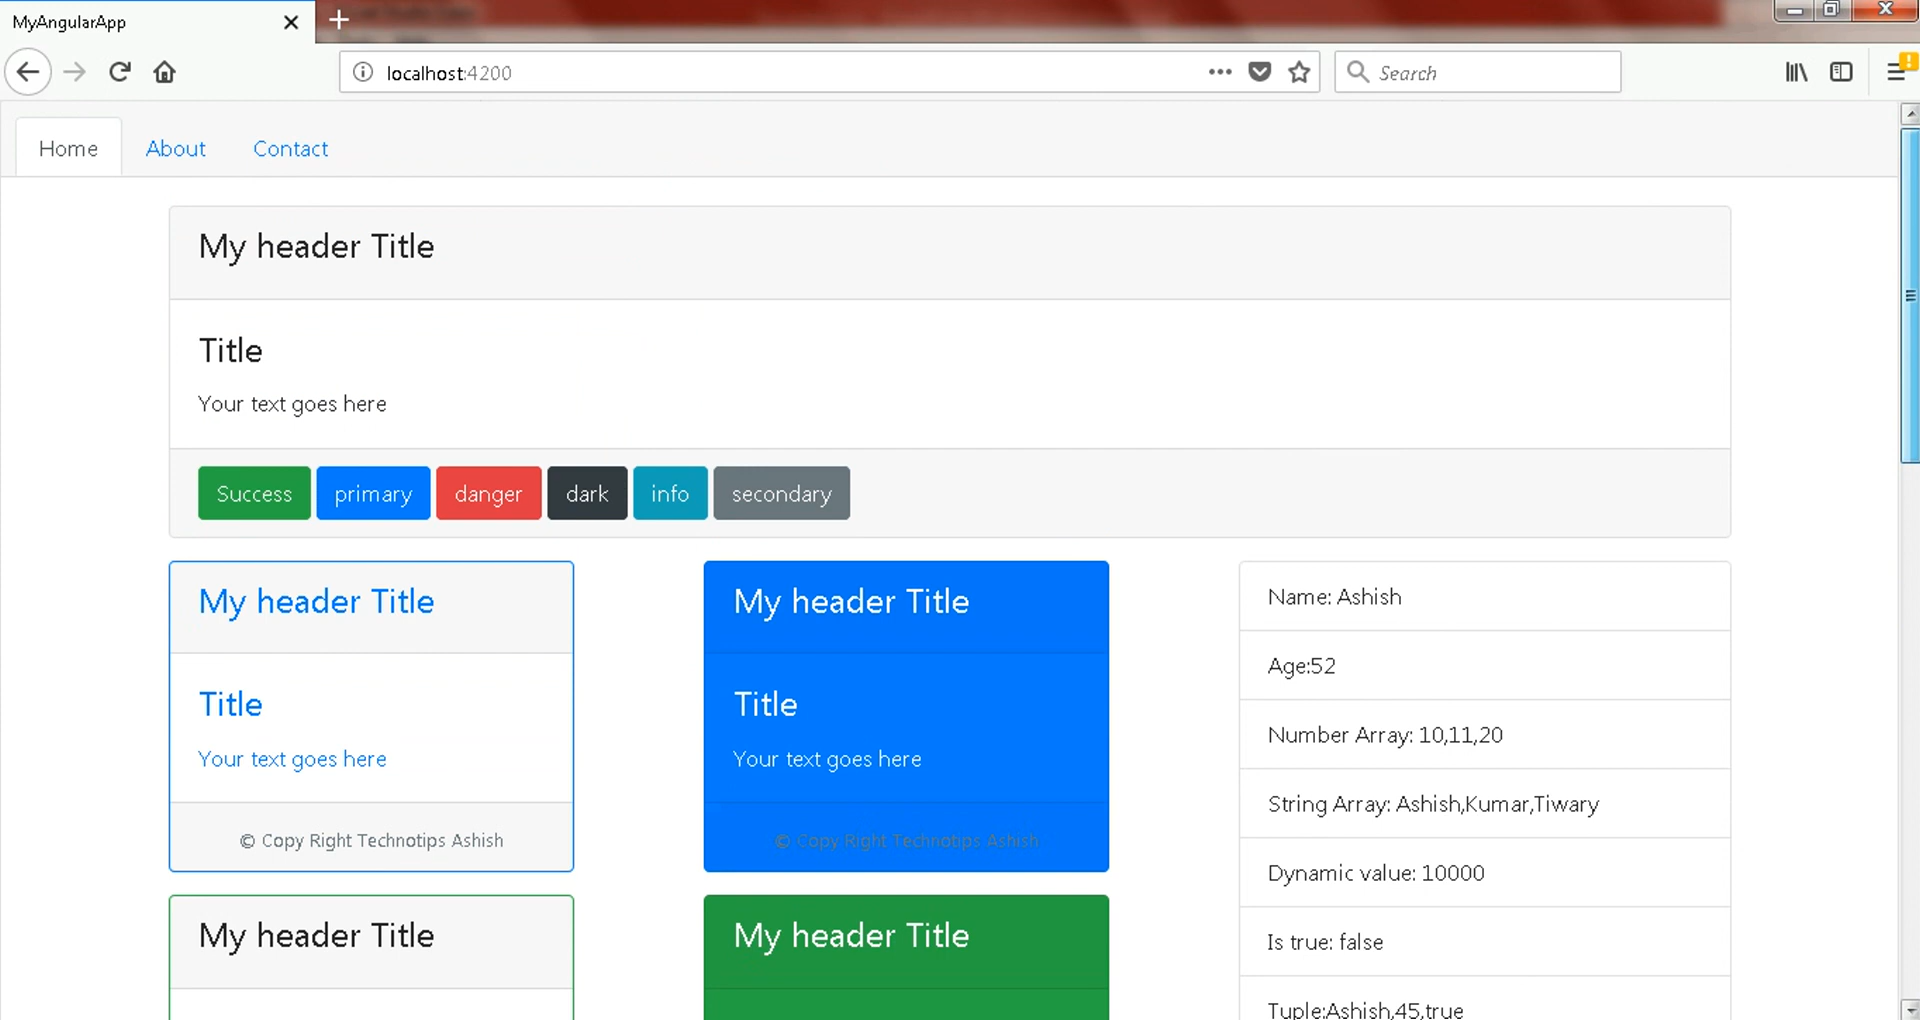 MyAngularApp
localhost:4200
Search
Home About Contact
My header Title
Title
Your text goes here
Success primary danger dark info secondary
My header Title
Title
Your text goes here
© Copy Right Technotips Ashish
My header Title
Title
Your text goes here
© Copy Right Technotips Ashish
Name: Ashish
Age:52
Number Array: 10,11,20
String Array: Ashish,Kumar,Tiwary
Dynamic value: 10000
Is true: false
Tuple:Ashish,45,true
My header Title
My header Title